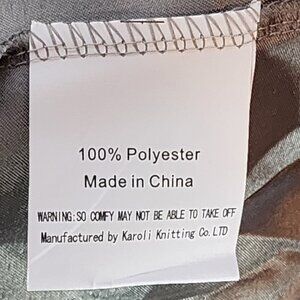 100% Polyester
Made in China
WARNING:SO COMFY MAY NOT BE ABLE TO TAKE OFF
Manufactured by Karoli Knitting Co.LTD